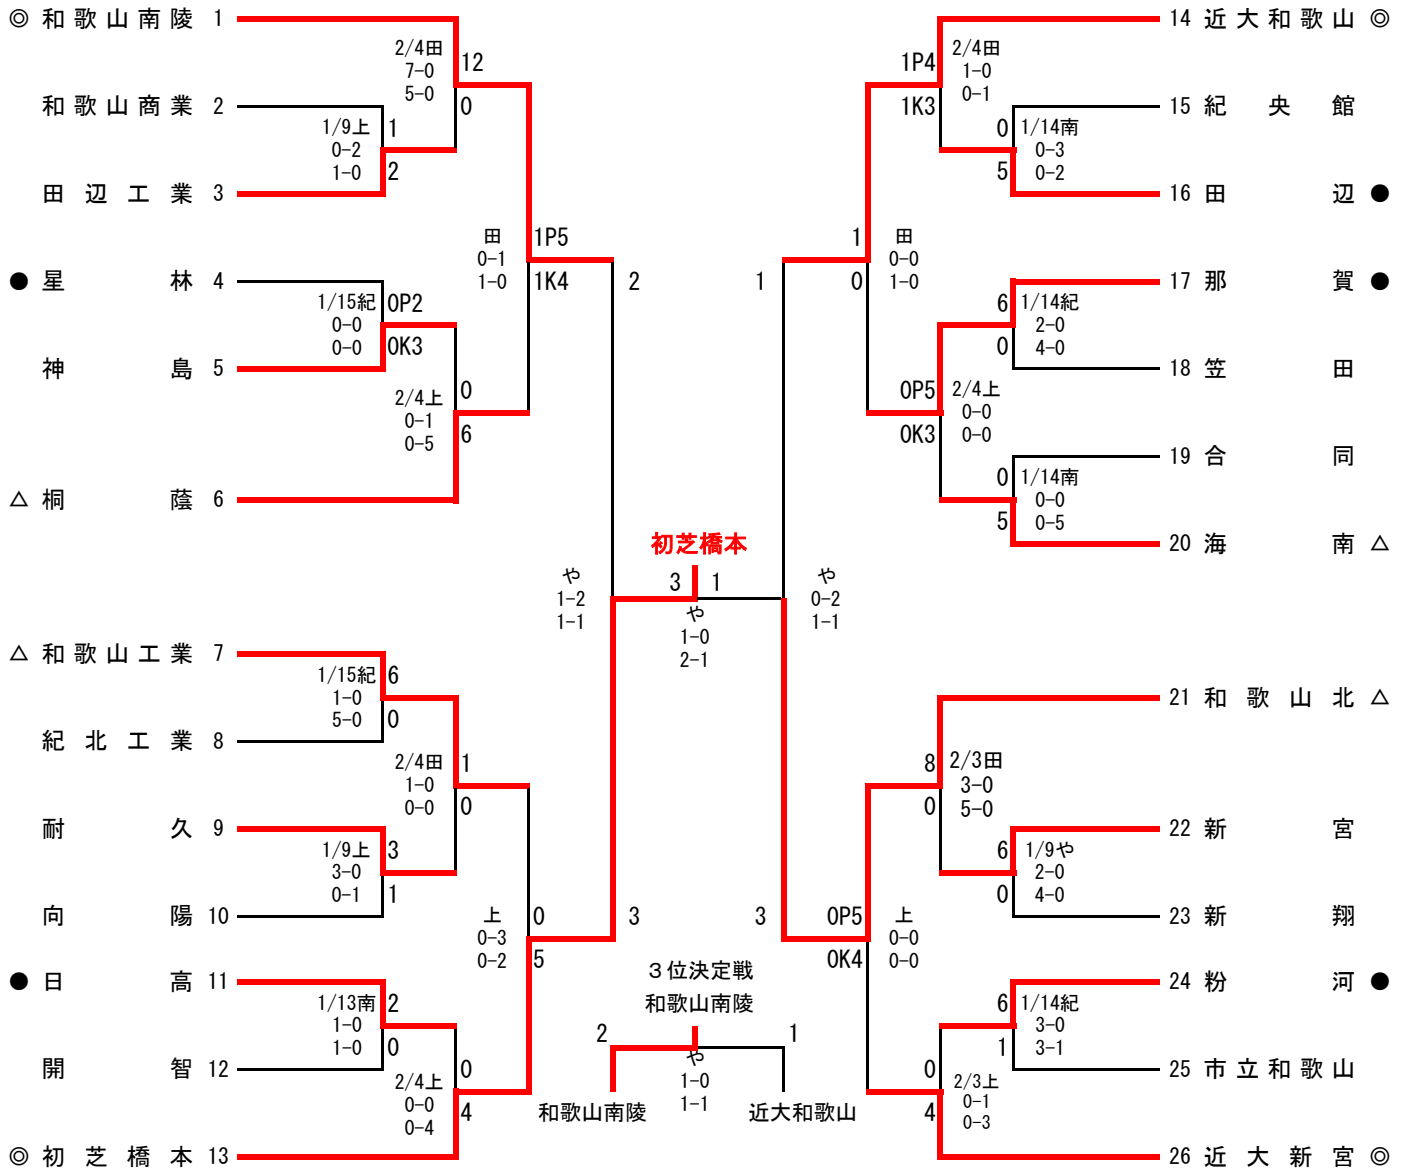 ◎ 和歌山南陵 1
2/4田
7-0
5-0
12
0
和歌山商業 2
1/9上
0-2
1-0
1
2
田辺工業 3
田
0-1
1-0
1P5
1K4
● 星林 4
1/15紀
0-0
0-0
0P2
0K3
神島 5
2/4上
0-1
0-5
0
6
△ 桐蔭 6
2
や
1-2
1-1
3
△ 和歌山工業 7
1/15紀
1-0
5-0
6
0
紀北工業 8
2/4田
1-0
0-0
1
0
耐久 9
1/9上
3-0
0-1
3
1
向陽 10
上
0-3
0-2
0
5
● 日高 11
1/13南
1-0
1-0
2
0
開智 12
2/4上
0-0
0-4
0
4
◎ 初芝橋本 13
初芝橋本
3
1
や
1-0
2-1
3位決定戦
和歌山南陵
2
1
や
1-0
1-1
和歌山南陵
近大和歌山
14 近大和歌山 ◎
1P4
1K3
2/4田
1-0
0-1
15 紀央館
0
5
1/14南
0-3
0-2
16 田辺 ●
1
0
田
0-0
1-0
17 那賀 ●
6
0
1/14紀
2-0
4-0
18 笠田
0P5
0K3
2/4上
0-0
0-0
19 合同
0
5
1/14南
0-0
0-5
20 海南 △
1
や
0-2
1-1
3
21 和歌山北 △
8
0
2/3田
3-0
5-0
22 新宮
6
0
1/9や
2-0
4-0
23 新翔
0P5
0K4
上
0-0
0-0
24 粉河 ●
6
1
1/14紀
3-0
3-1
25 市立和歌山
0
4
2/3上
0-1
0-3
26 近大新宮 ◎